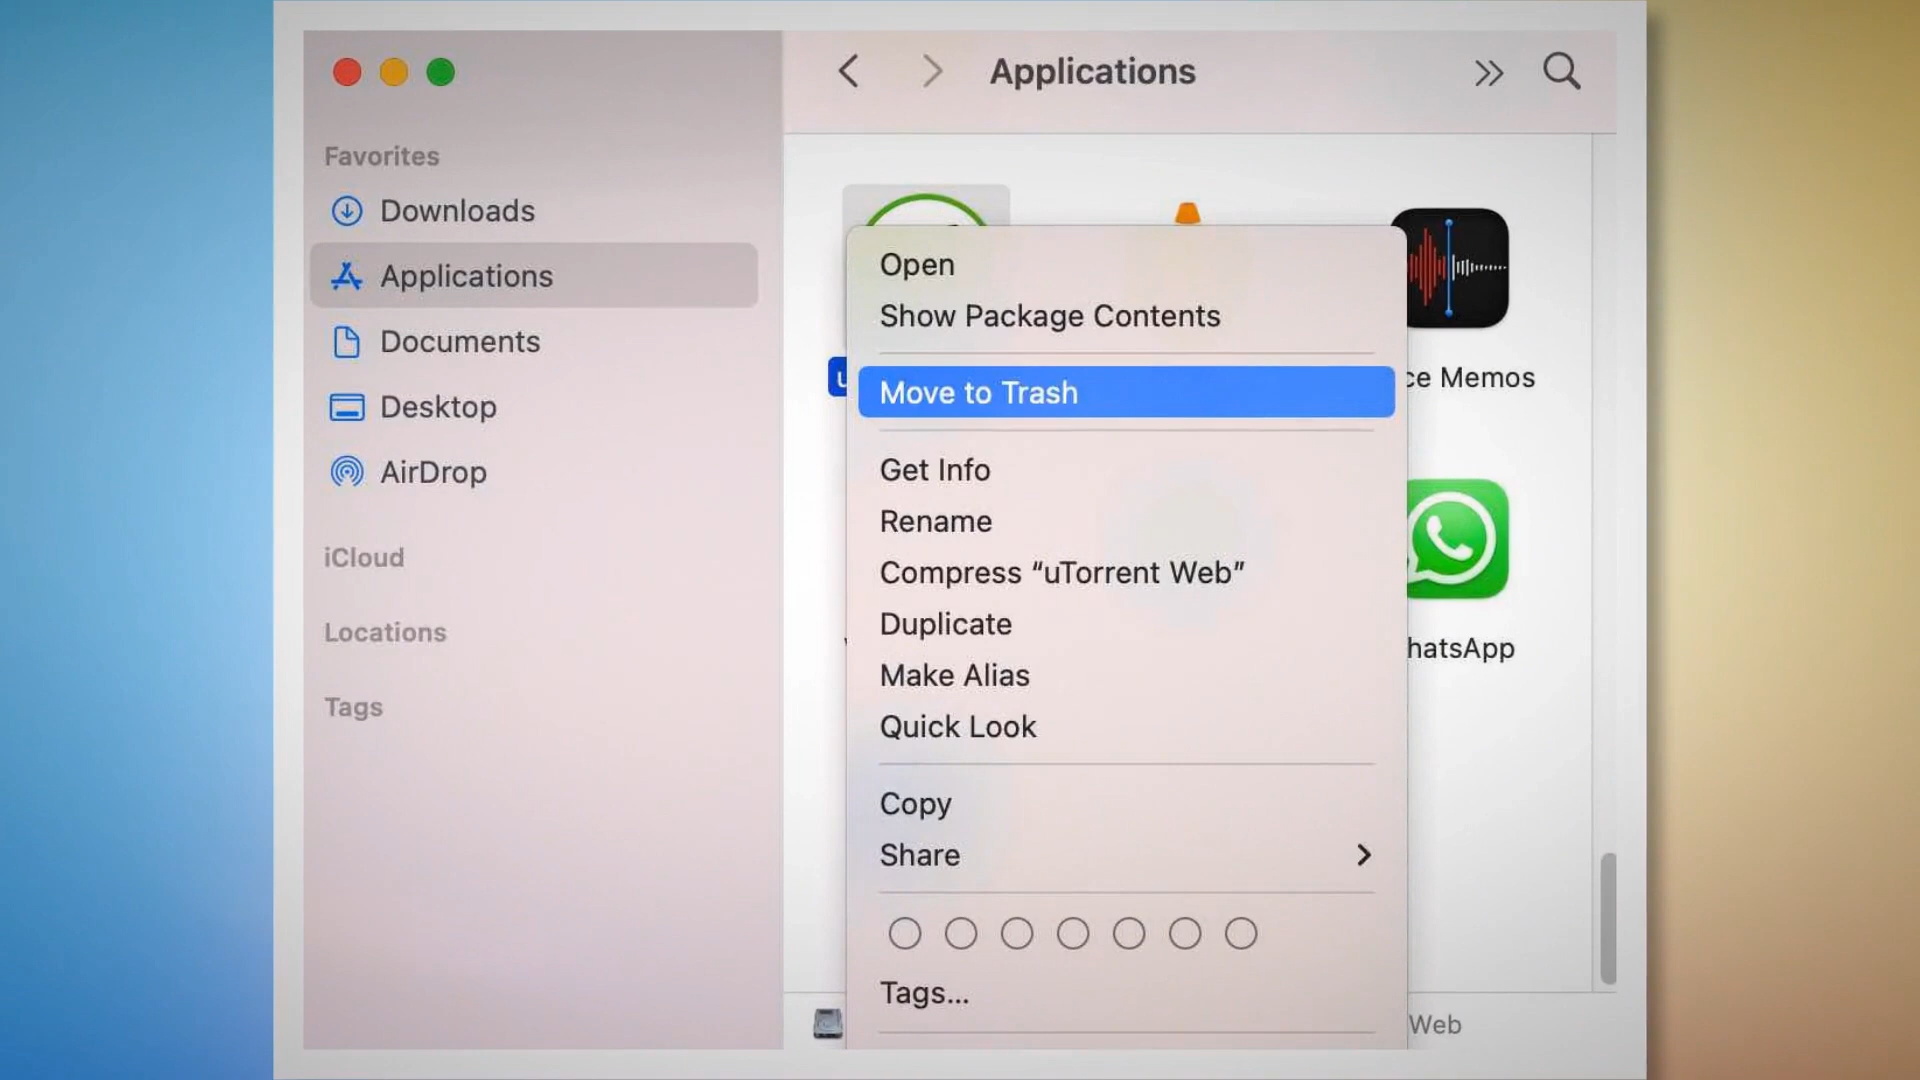 Applications
Favorites
Downloads
Applications
Documents
Desktop
AirDrop
iCloud
Locations
Tags
Open
Show Package Contents
Move to Trash
Get Info
Rename
Compress “uTorrent Web”
Duplicate
Make Alias
Quick Look
Copy
Share
Tags...
u
ce Memos
hatsApp
Web